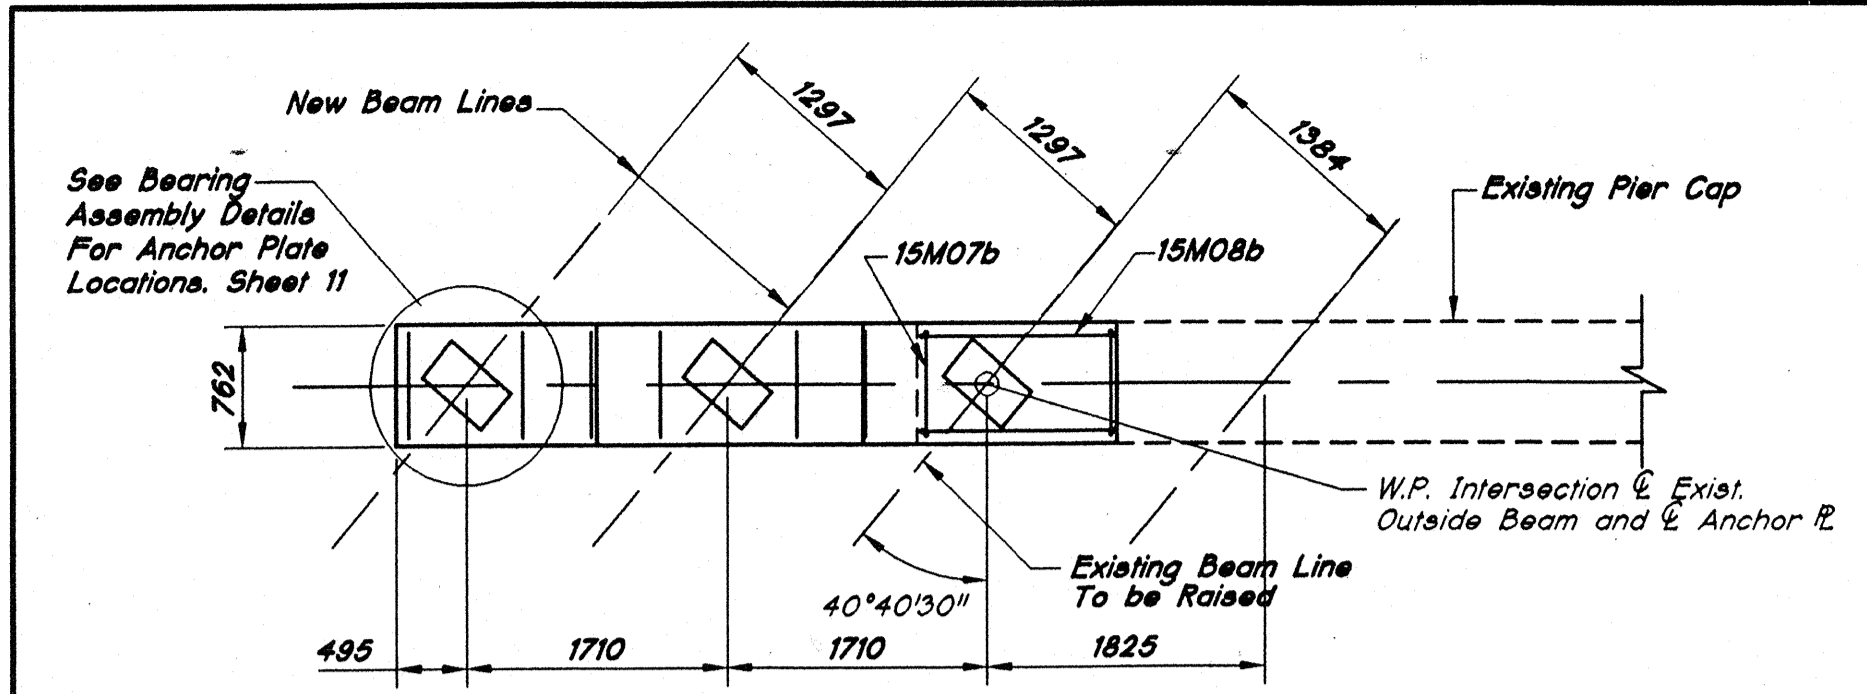 New Beam Lines
1297
1297
1384
See Bearing
Assembly Details
For Anchor Plate
Locations. Sheet 11
Existing Pier Cap
15M07b
15M08b
762
W.P. Intersection ℄ Exist.
Outside Beam and ℄ Anchor ⅊
Existing Beam Line
To be Raised
40°40'30"
495
1710
1710
1825